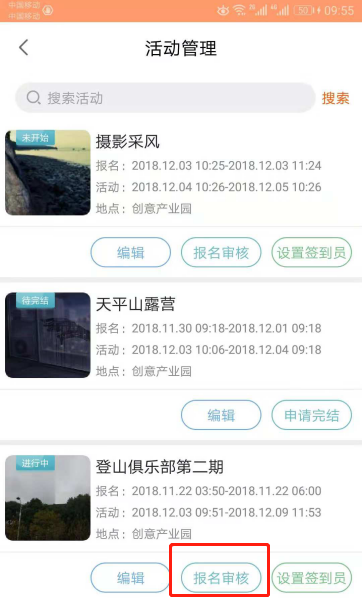 中国移动
中国移动
50
09:55
活动管理
搜索活动 搜索
未开始
摄影采风
报名：2018.12.03 10:25-2018.12.03 11:24
活动：2018.12.04 10:26-2018.12.05 10:26
地点：创意产业园
编辑 报名审核 设置签到员
待完结
天平山露营
报名：2018.11.30 09:18-2018.12.01 09:18
活动：2018.12.03 10:06-2018.12.04 09:18
地点：创意产业园
编辑 申请完结
进行中
登山俱乐部第二期
报名：2018.11.22 03:50-2018.11.22 06:00
活动：2018.12.03 09:51-2018.12.09 11:53
地点：创意产业园
编辑 报名审核 设置签到员